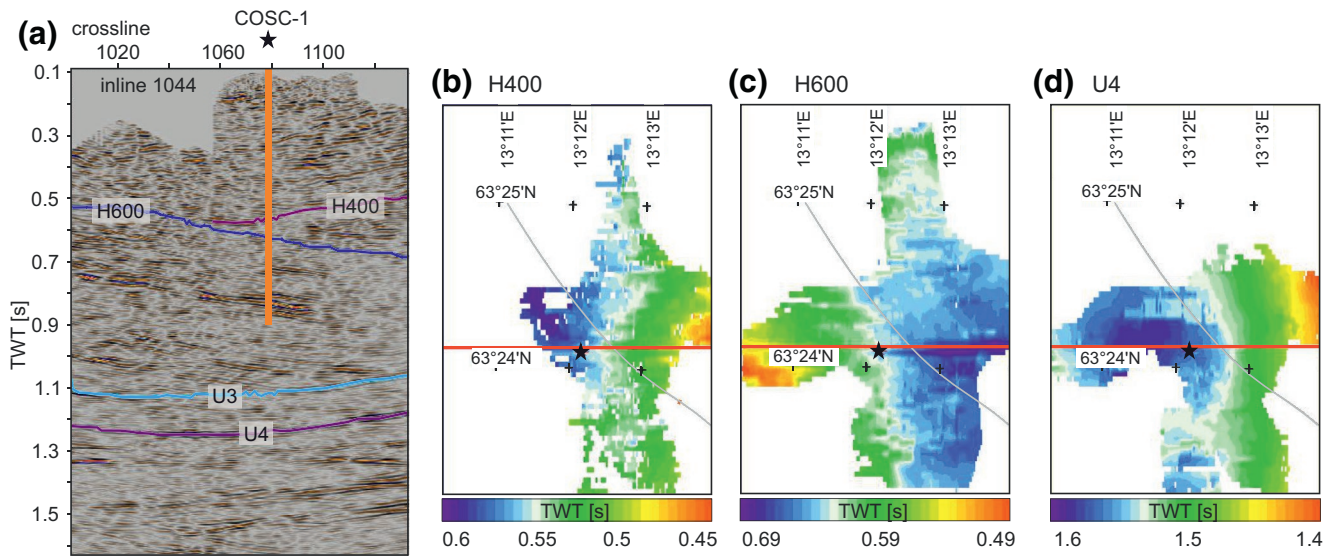 (a)
crossline
COSC-1
1020 1060 1100
inline 1044
0.1
0.3
0.5
0.7
0.9
1.1
1.3
1.5
TWT [s]
H600
H400
U3
U4
(b) H400
13°11'E
13°12'E
13°13'E
63°25'N
63°24'N
TWT [s]
0.6 0.55 0.5 0.45
(c) H600
13°11'E
13°12'E
13°13'E
63°25'N
63°24'N
TWT [s]
0.69 0.59 0.49
(d) U4
13°11'E
13°12'E
13°13'E
63°25'N
63°24'N
TWT [s]
1.6 1.5 1.4